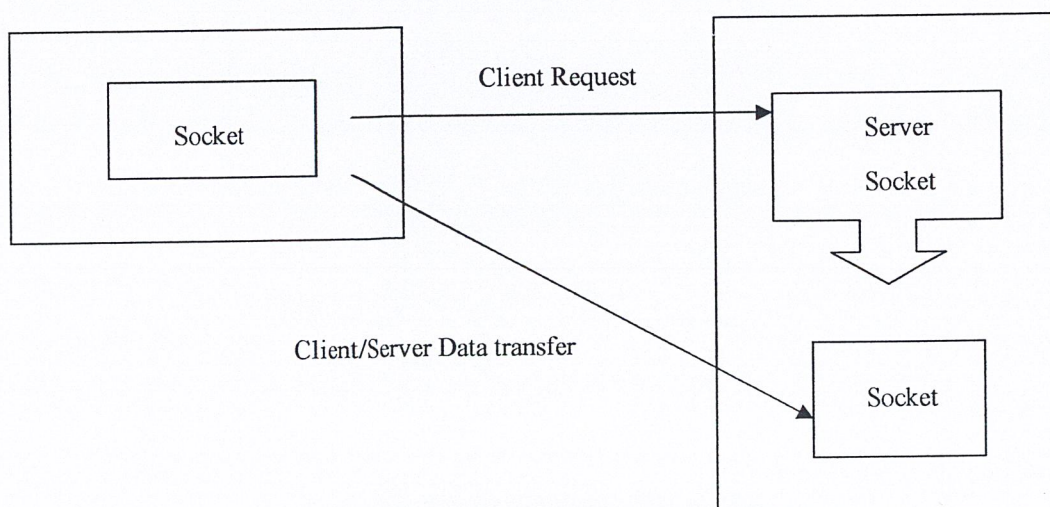 Client Request
Socket
Server
Socket
Client/Server Data transfer
Socket